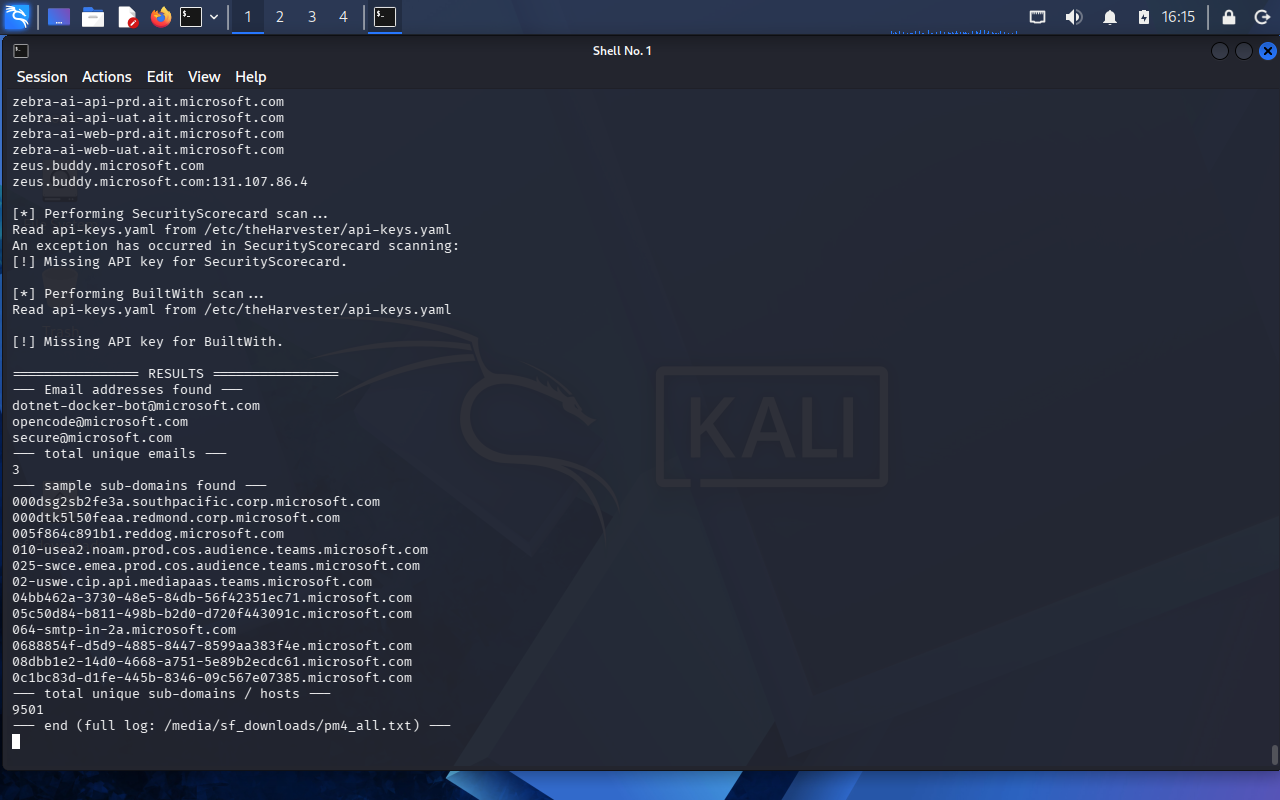 1 2 3 4 16:15
Shell No. 1
Session Actions Edit View Help
zebra-ai-api-prd.ait.microsoft.com
zebra-ai-api-uat.ait.microsoft.com
zebra-ai-web-prd.ait.microsoft.com
zebra-ai-web-uat.ait.microsoft.com
zeus.buddy.microsoft.com
zeus.buddy.microsoft.com:131.107.86.4
[*] Performing SecurityScorecard scan...
Read api-keys.yaml from /etc/theHarvester/api-keys.yaml
An exception has occurred in SecurityScorecard scanning:
[!] Missing API key for SecurityScorecard.
[*] Performing BuiltWith scan...
Read api-keys.yaml from /etc/theHarvester/api-keys.yaml
Trash
[!] Missing API key for BuiltWith.
================ RESULTS ================
--- Email addresses found ---
dotnet-docker-bot@microsoft.com
opencode@microsoft.com
secure@microsoft.com
--- total unique emails ---
3
--- sample sub-domains found ---
000dsg2sb2fe3a.southpacific.corp.microsoft.com
000dtk5l50feaa.redmond.corp.microsoft.com
005f864c891b1.reddog.microsoft.com
010-usea2.noam.prod.cos.audience.teams.microsoft.com
025-swce.emea.prod.cos.audience.teams.microsoft.com
02-uswe.cip.api.mediapaas.teams.microsoft.com
04bb462a-3730-48e5-84db-56f42351ec71.microsoft.com
05c50d84-b811-498b-b2d0-d720f443091c.microsoft.com
064-smtp-in-2a.microsoft.com
0688854f-d5d9-4885-8447-8599aa383f4e.microsoft.com
08dbb1e2-14d0-4668-a751-5e89b2ecdc61.microsoft.com
0c1bc83d-d1fe-445b-8346-09c567e07385.microsoft.com
--- total unique sub-domains / hosts ---
9501
--- end (full log: /media/sf_downloads/pm4_all.txt) ---
KALI